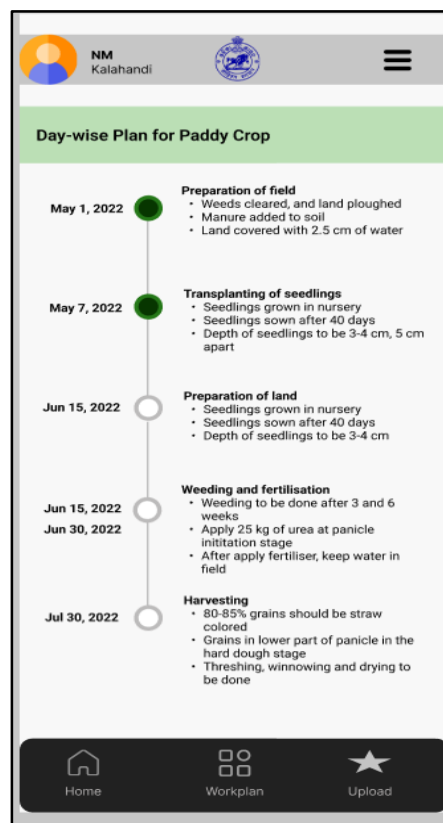 NM
Kalahandi
Day-wise Plan for Paddy Crop
May 1, 2022
Preparation of field
• Weeds cleared, and land ploughed
• Manure added to soil
• Land covered with 2.5 cm of water
May 7, 2022
Transplanting of seedlings
• Seedlings grown in nursery
• Seedlings sown after 40 days
• Depth of seedlings to be 3-4 cm, 5 cm
apart
Jun 15, 2022
Preparation of land
• Seedlings grown in nursery
• Seedlings sown after 40 days
• Depth of seedlings to be 3-4 cm
Jun 15, 2022
Jun 30, 2022
Weeding and fertilisation
• Weeding to be done after 3 and 6
weeks
• Apply 25 kg of urea at panicle
inititation stage
• After apply fertiliser, keep water in
field
Jul 30, 2022
Harvesting
• 80-85% grains should be straw
colored
• Grains in lower part of panicle in the
hard dough stage
• Threshing, winnowing and drying to
be done
Home
Workplan
Upload